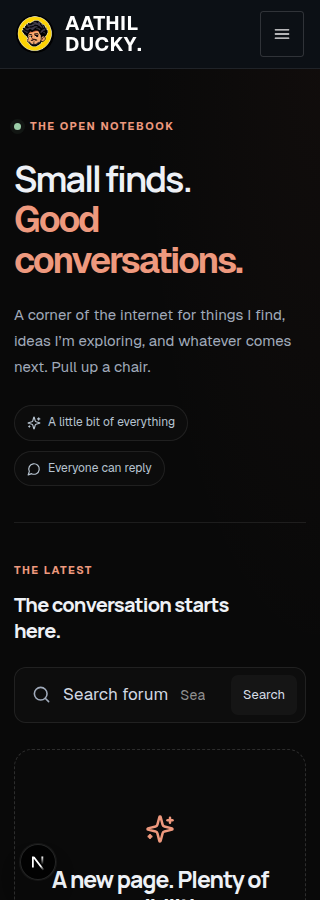 AATHIL
DUCKY.
THE OPEN NOTEBOOK
Small finds.
Good
conversations.
A corner of the internet for things I find,
ideas I'm exploring, and whatever comes
next. Pull up a chair.
A little bit of everything
Everyone can reply
THE LATEST
The conversation starts
here.
Search forum Sea Search
N
A new page. Plenty of